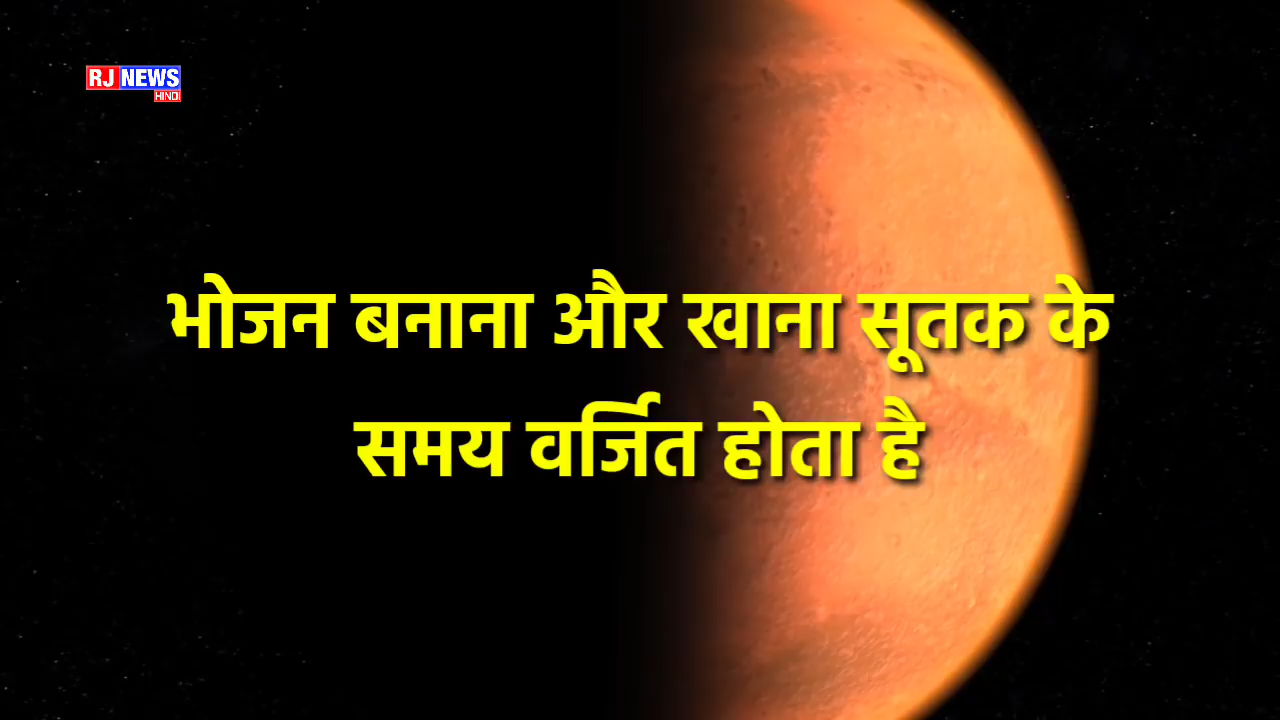 RJ NEWS
HINDI
भोजन बनाना और खाना सूतक के
समय वर्जित होता है